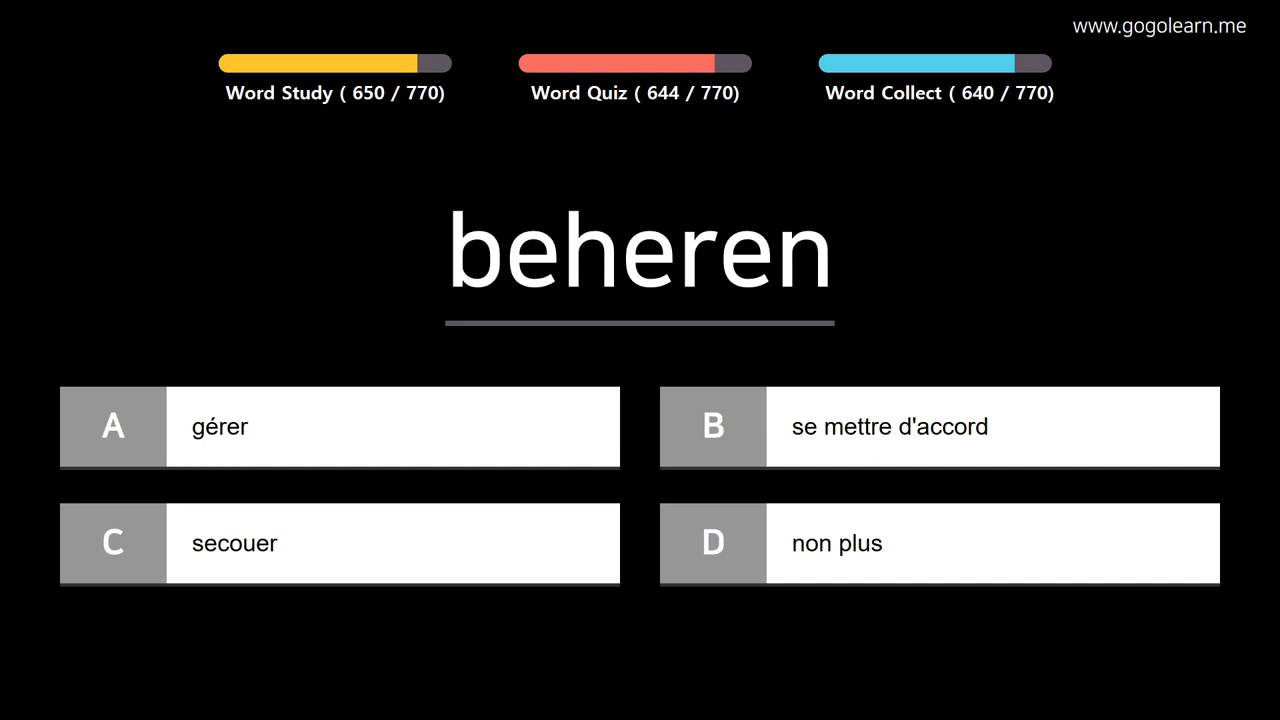 www.gogolearn.me
Word Study ( 650 / 770)
Word Quiz ( 644 / 770)
Word Collect ( 640 / 770)
beheren
A gérer
B se mettre d'accord
C secouer
D non plus